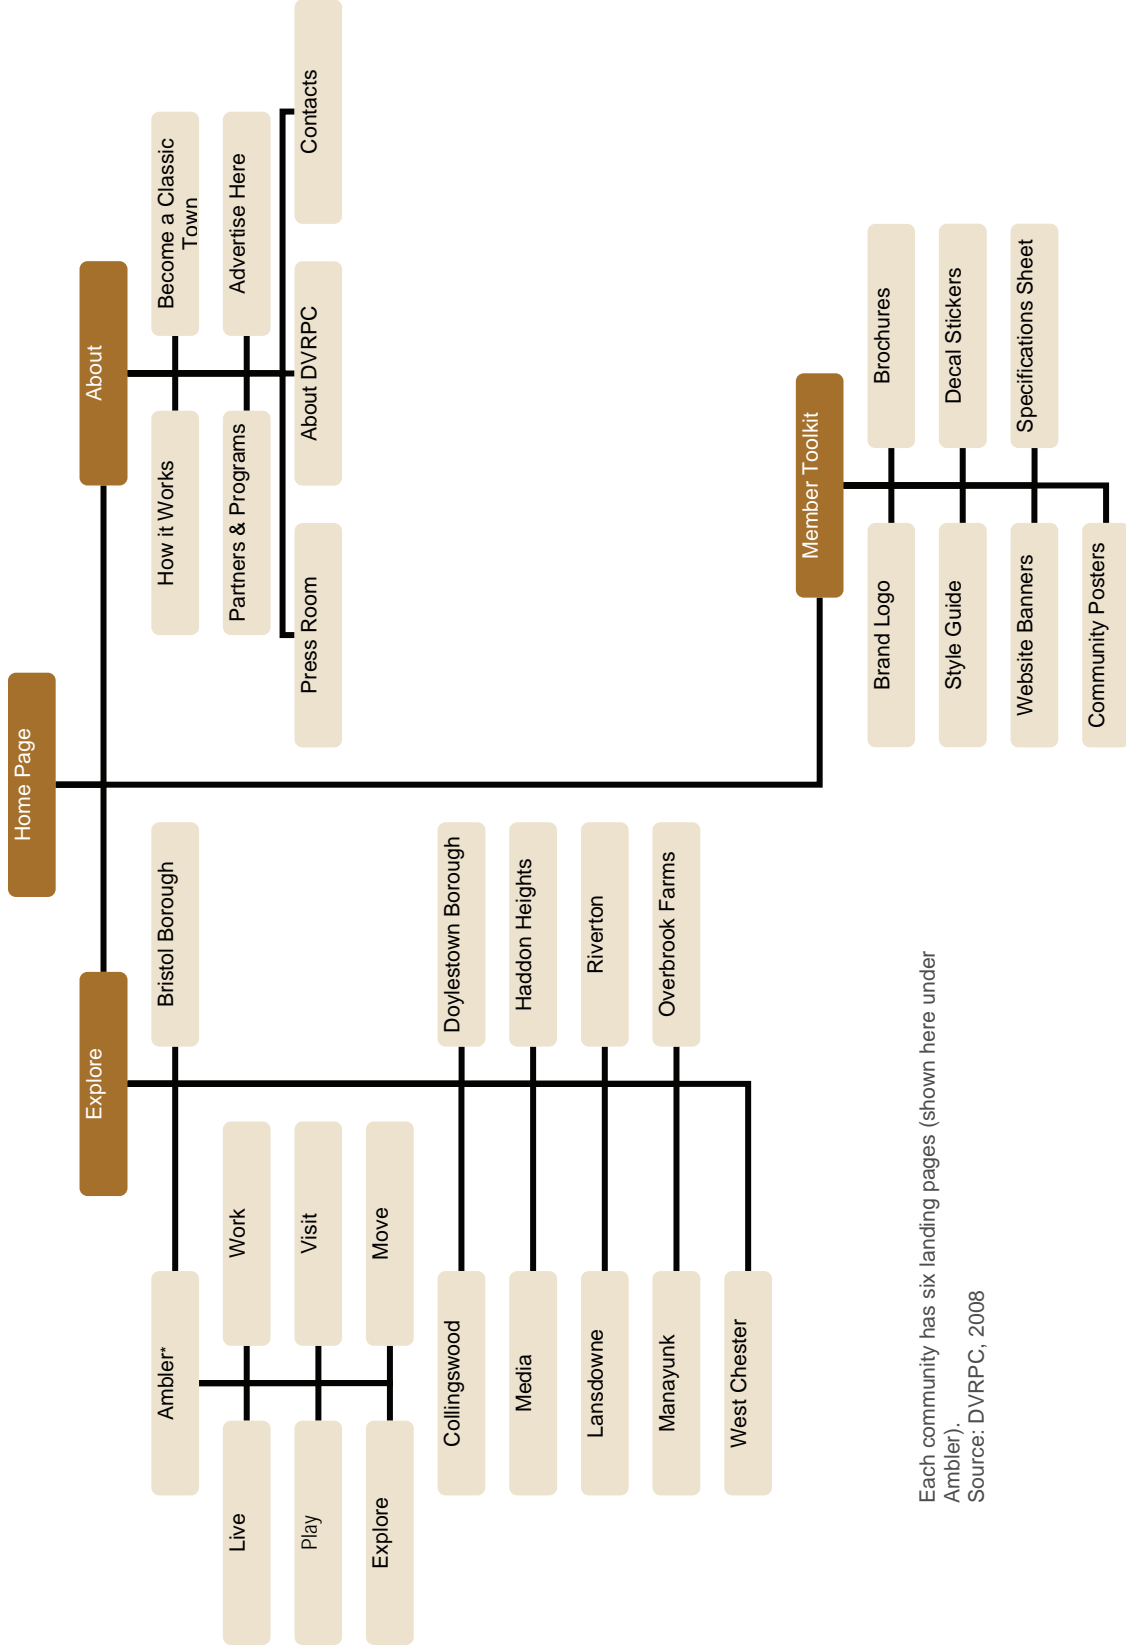 Home Page
Explore
About
Ambler*
Bristol Borough
Live
Work
Play
Visit
Explore
Move
Collingswood
Doylestown Borough
Media
Haddon Heights
Lansdowne
Riverton
Manayunk
Overbrook Farms
West Chester
How it Works
Become a Classic
Town
Partners & Programs
Advertise Here
Press Room
About DVRPC
Contacts
Member Toolkit
Brand Logo
Brochures
Style Guide
Decal Stickers
Website Banners
Specifications Sheet
Community Posters
Each community has six landing pages (shown here under
Ambler).
Source: DVRPC, 2008